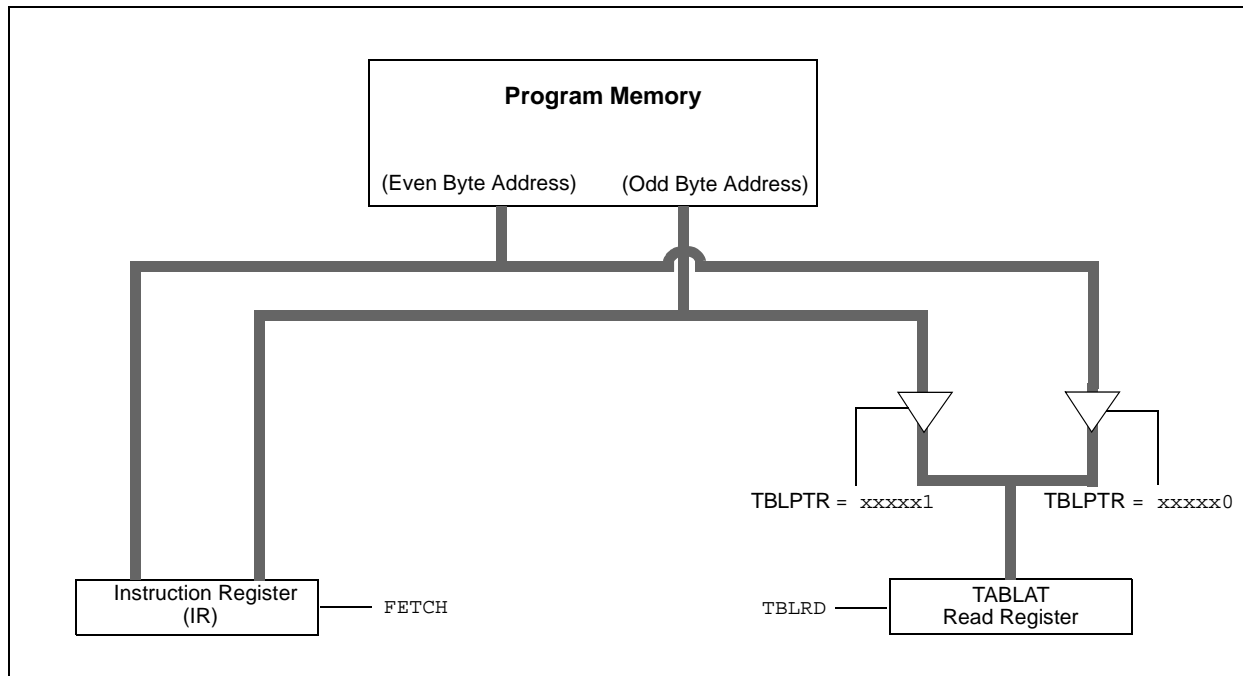 Program Memory
(Even Byte Address) (Odd Byte Address)
TBLPTR = xxxxx1
TBLPTR = xxxxx0
Instruction Register
(IR)
FETCH
TBLRD
TABLAT
Read Register